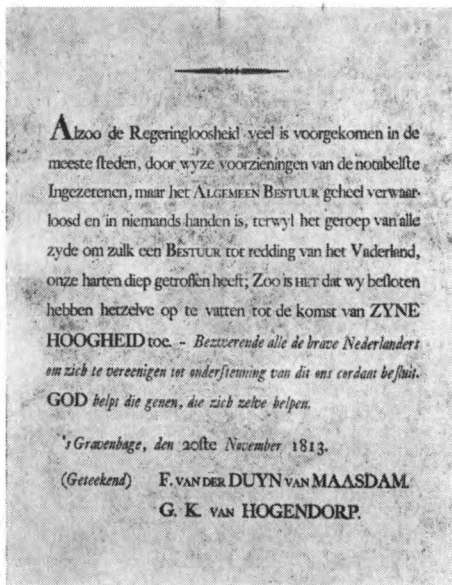 Alzoo de Regeringloosheid veel is voorgekomen in de
meeste ſteden, door wyze voorzieningen van de notabelſte
Ingezetenen, maar het ALGEMEEN BESTUUR geheel verwaar-
loosd en in niemands handen is, terwyl het geroep van alle
zyde om zulk een BESTUUR tot redding van het Vaderland,
onze harten diep getroffen heeft; Zoo is HET dat wy beſloten
hebben hetzelve op te vatten tot de komst van ZYNE
HOOGHEID toe. - Bezweerende alle de brave Nederlanders
om zich te vereenigen tot onderſteuning van dit ons cordaat beſluit.
GOD helpt die genen, die zich zelve helpen.
's Gravenhage, den 20ſte November 1813.
(Geteekend) F. VAN DER DUYN VAN MAASDAM.
G. K. VAN HOGENDORP.